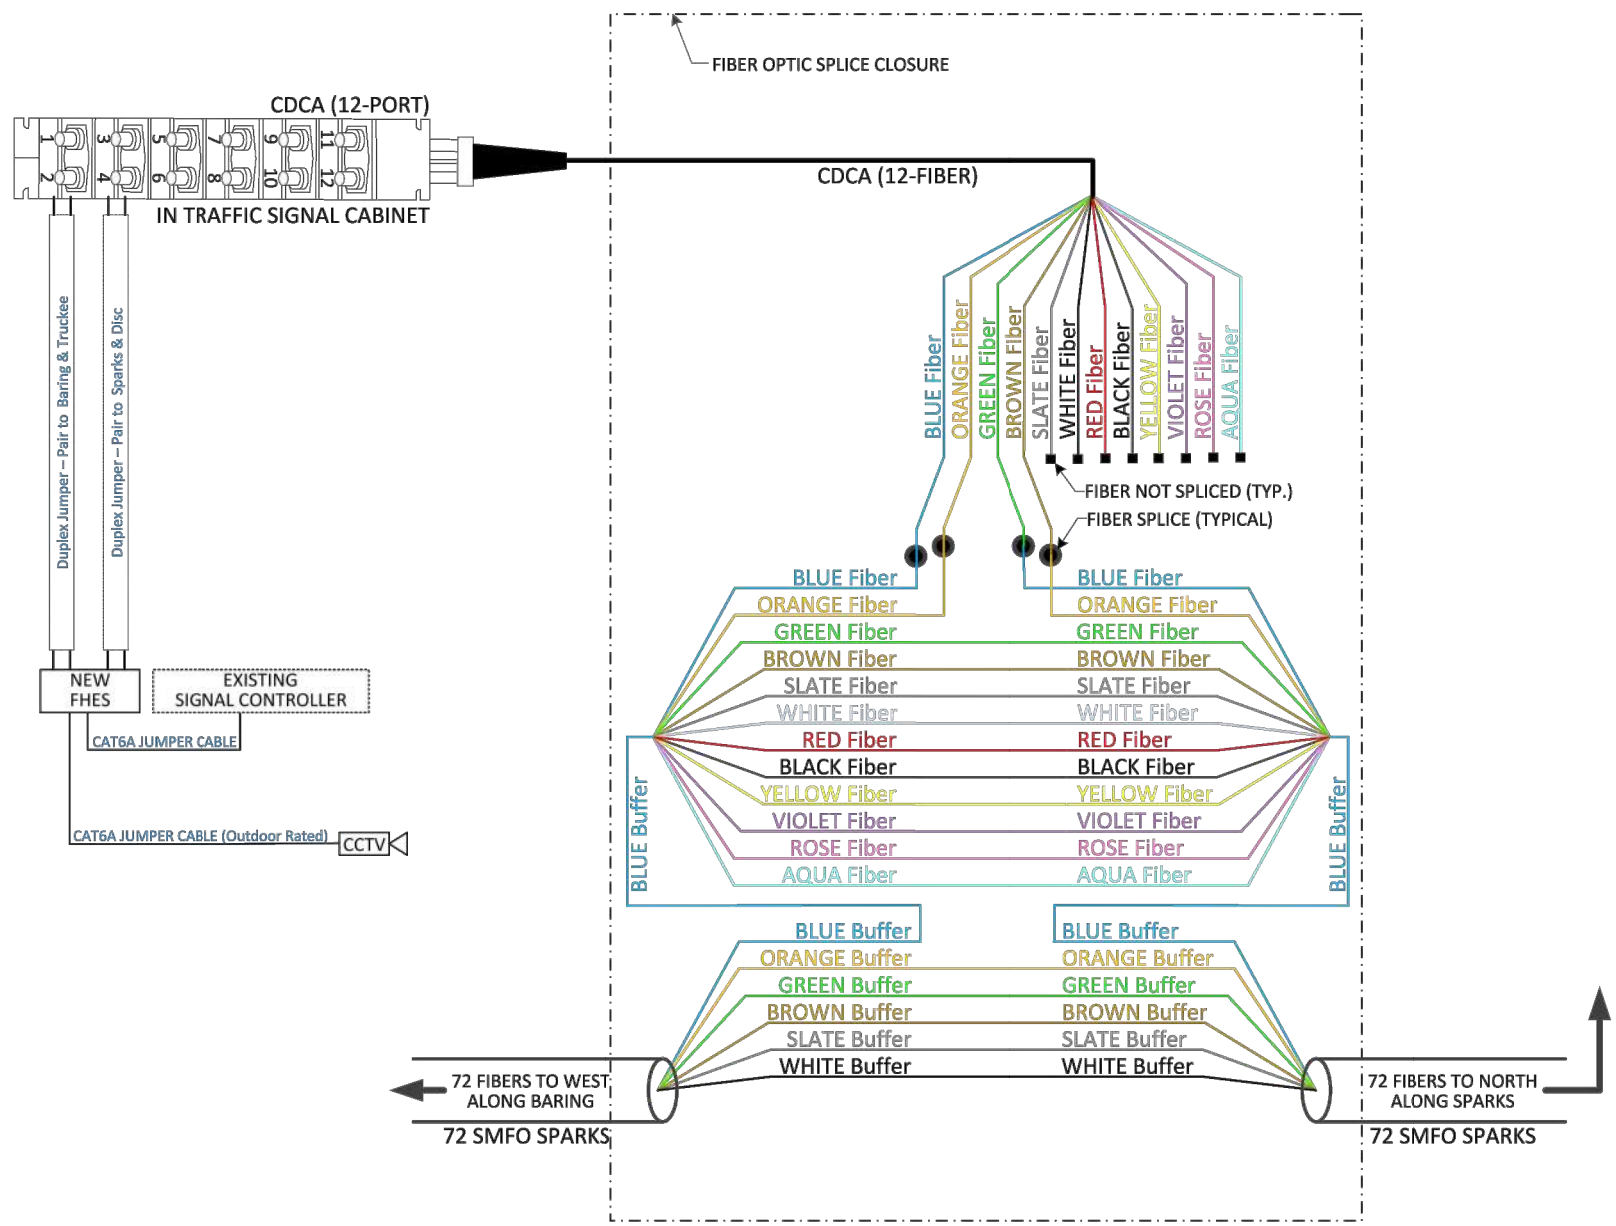 FIBER OPTIC SPLICE CLOSURE
CDCA (12-PORT)
1
3
5
7
9
11
2
4
6
8
10
12
CDCA (12-FIBER)
IN TRAFFIC SIGNAL CABINET
Duplex Jumper – Pair to Baring & Truckee
Duplex Jumper – Pair to Sparks & Disc
BLUE Fiber
ORANGE Fiber
GREEN Fiber
BROWN Fiber
SLATE Fiber
WHITE Fiber
RED Fiber
BLACK Fiber
YELLOW Fiber
VIOLET Fiber
ROSE Fiber
AQUA Fiber
FIBER NOT SPLICED (TYP.)
FIBER SPLICE (TYPICAL)
NEW
FHES
EXISTING
SIGNAL CONTROLLER
CAT6A JUMPER CABLE
CAT6A JUMPER CABLE (Outdoor Rated)
CCTV
BLUE Fiber
BLUE Fiber
ORANGE Fiber
ORANGE Fiber
GREEN Fiber
GREEN Fiber
BROWN Fiber
BROWN Fiber
SLATE Fiber
SLATE Fiber
WHITE Fiber
WHITE Fiber
RED Fiber
RED Fiber
BLACK Fiber
BLACK Fiber
YELLOW Fiber
YELLOW Fiber
VIOLET Fiber
VIOLET Fiber
ROSE Fiber
ROSE Fiber
AQUA Fiber
AQUA Fiber
BLUE Buffer
BLUE Buffer
BLUE Buffer
BLUE Buffer
ORANGE Buffer
ORANGE Buffer
GREEN Buffer
GREEN Buffer
BROWN Buffer
BROWN Buffer
SLATE Buffer
SLATE Buffer
WHITE Buffer
WHITE Buffer
72 FIBERS TO WEST
ALONG BARING
72 SMFO SPARKS
72 FIBERS TO NORTH
ALONG SPARKS
72 SMFO SPARKS